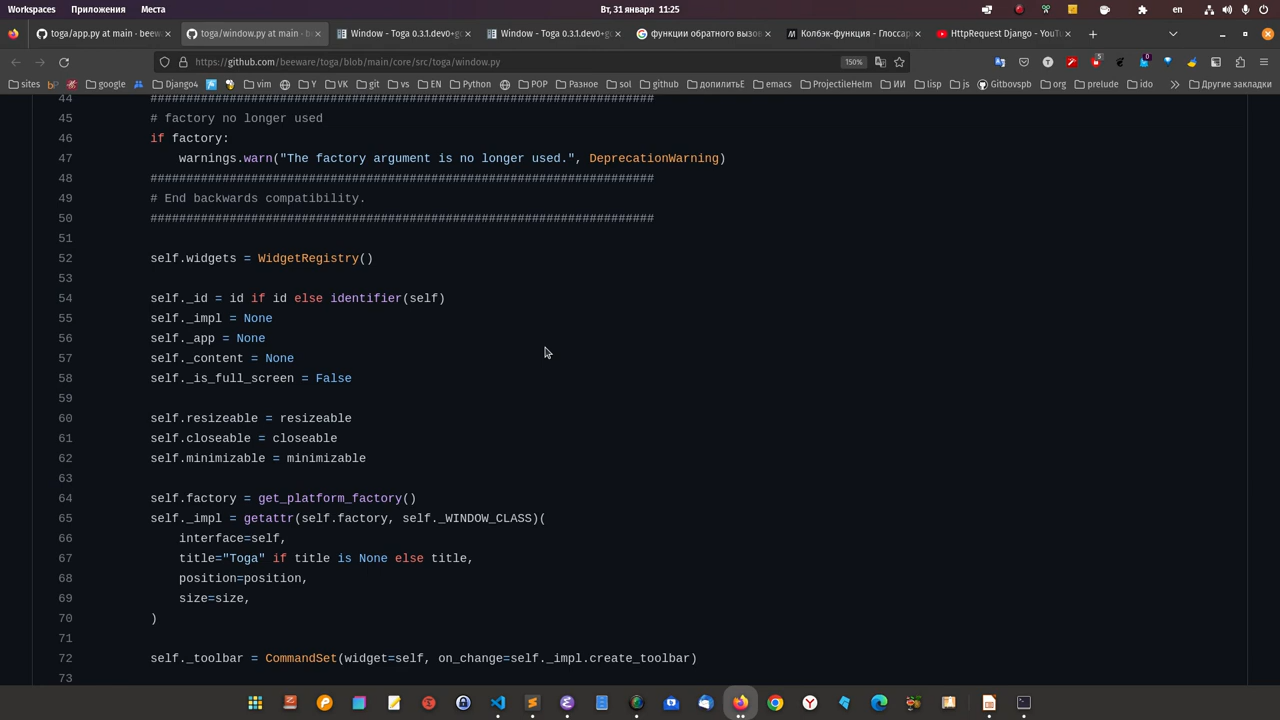 Workspaces Приложения Места Вт, 31 января 11:25 en
toga/app.py at main · beew toga/window.py at main · b Window - Toga 0.3.1.dev0+g Window - Toga 0.3.1.dev0+g функции обратного вызо Колбэк-функция - Глоссар HttpRequest Django - YouT
https://github.com/beeware/toga/blob/main/core/src/toga/window.py 150%
sites google Django4 vim Y VK git vs EN Python POP Разное sol github допилитьЕ emacs ProjectileHelm ИИ lisp js Gitbovspb org prelude ido Другие закладки
44 ######################################################################
45 # factory no longer used
46 if factory:
47 warnings.warn("The factory argument is no longer used.", DeprecationWarning)
48 ######################################################################
49 # End backwards compatibility.
50 ######################################################################
51
52 self.widgets = WidgetRegistry()
53
54 self._id = id if id else identifier(self)
55 self._impl = None
56 self._app = None
57 self._content = None
58 self._is_full_screen = False
59
60 self.resizeable = resizeable
61 self.closeable = closeable
62 self.minimizable = minimizable
63
64 self.factory = get_platform_factory()
65 self._impl = getattr(self.factory, self._WINDOW_CLASS)(
66 interface=self,
67 title="Toga" if title is None else title,
68 position=position,
69 size=size,
70 )
71
72 self._toolbar = CommandSet(widget=self, on_change=self._impl.create_toolbar)
73